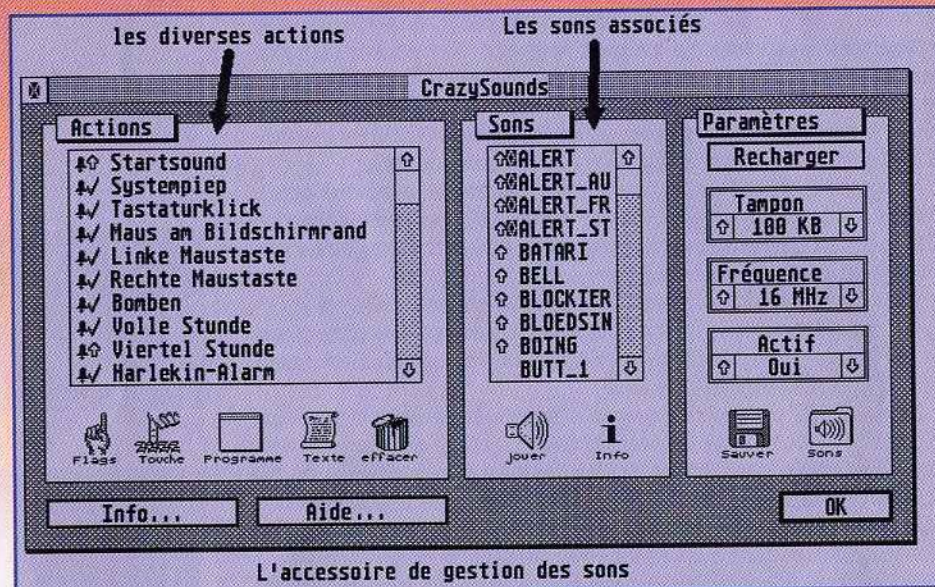 les diverses actions
Les sons associés
CrazySounds
Actions
Startsound
Systempiep
Tastaturklick
Maus am Bildschirmrand
Linke Maustaste
Rechte Maustaste
Bomben
Volle Stunde
Viertel Stunde
Harlekin-Alarm
Flags
Touche
Programme
Texte
effacer
Sons
ALERT
ALERT_AU
ALERT_FR
ALERT_ST
BATARI
BELL
BLOCKIER
BLOEDSIN
BOING
BUTT_1
jouer
Info
Paramètres
Recharger
Tampon
100 KB
Fréquence
16 MHz
Actif
Oui
Sauver
Sons
Info...
Aide...
OK
L'accessoire de gestion des sons